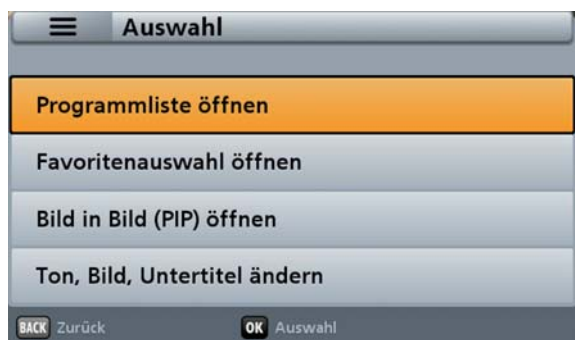 Auswahl
Programmliste öffnen
Favoritenauswahl öffnen
Bild in Bild (PIP) öffnen
Ton, Bild, Untertitel ändern
BACK Zurück OK Auswahl